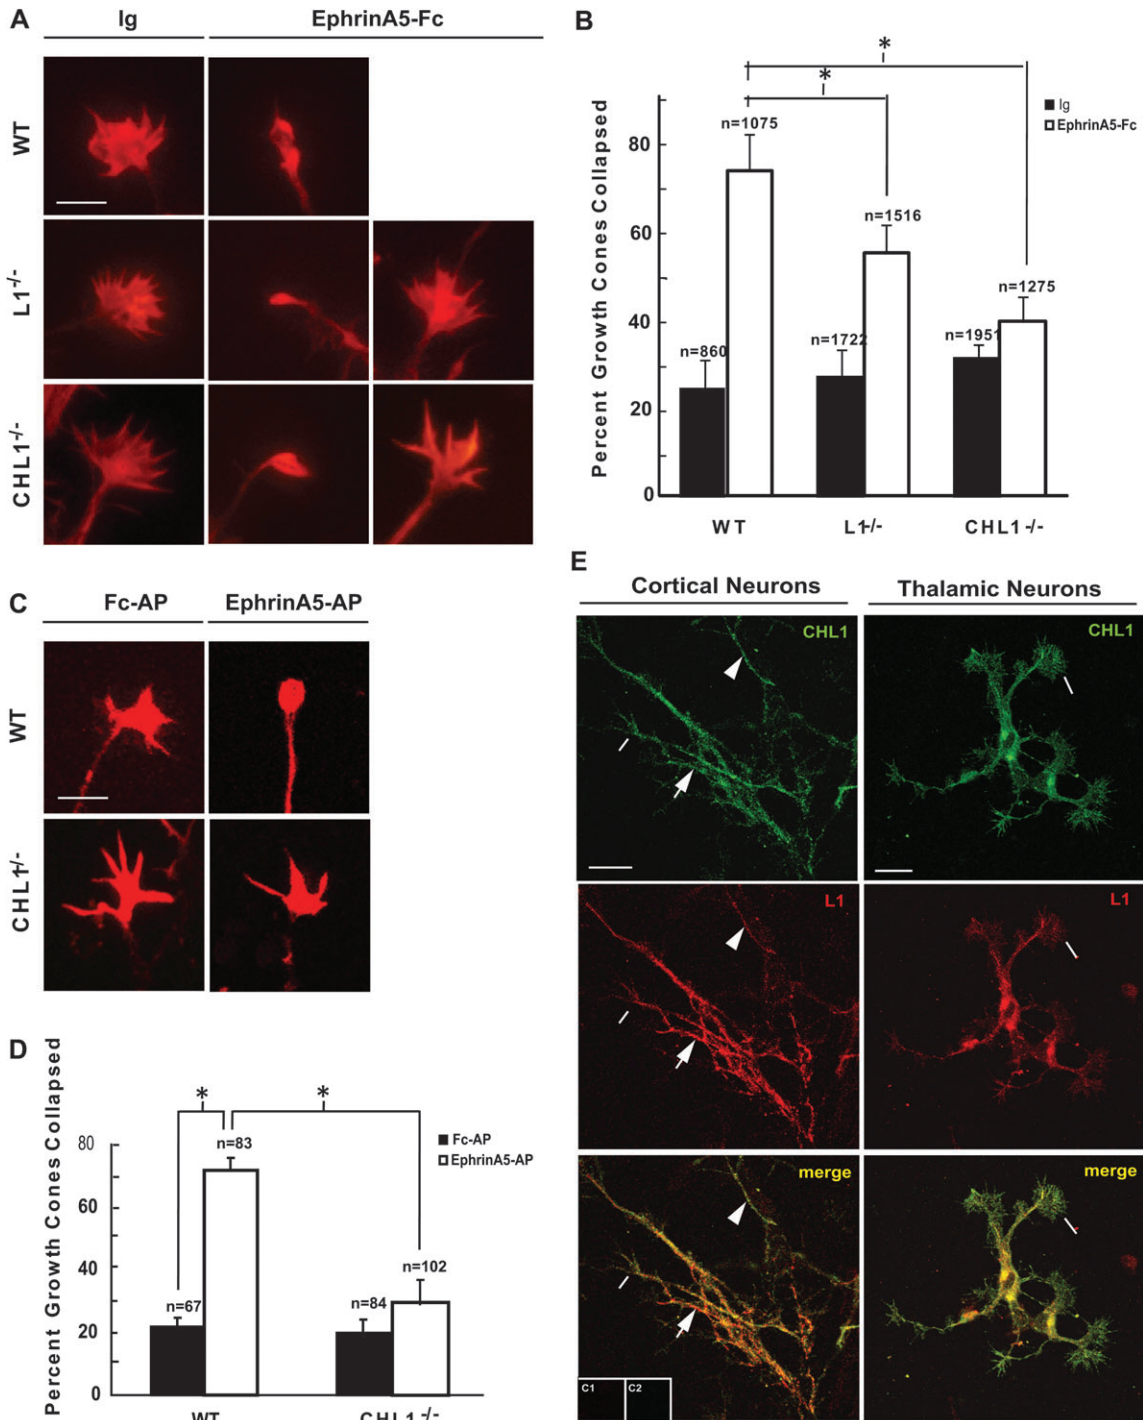 A
Ig
EphrinA5-Fc
WT
L1-/-
CHL1-/-
B
Percent Growth Cones Collapsed
80
60
40
20
0
n=860
n=1075
n=1722
n=1516
n=1951
n=1275
*
*
Ig
EphrinA5-Fc
WT
L1-/-
CHL1-/-
C
Fc-AP
EphrinA5-AP
WT
CHL1-/-
D
Percent Growth Cones Collapsed
80
60
40
20
0
n=67
n=83
n=84
n=102
*
*
Fc-AP
EphrinA5-AP
WT
CHL1-/-
E
Cortical Neurons
Thalamic Neurons
CHL1
CHL1
L1
L1
merge
merge
C1
C2